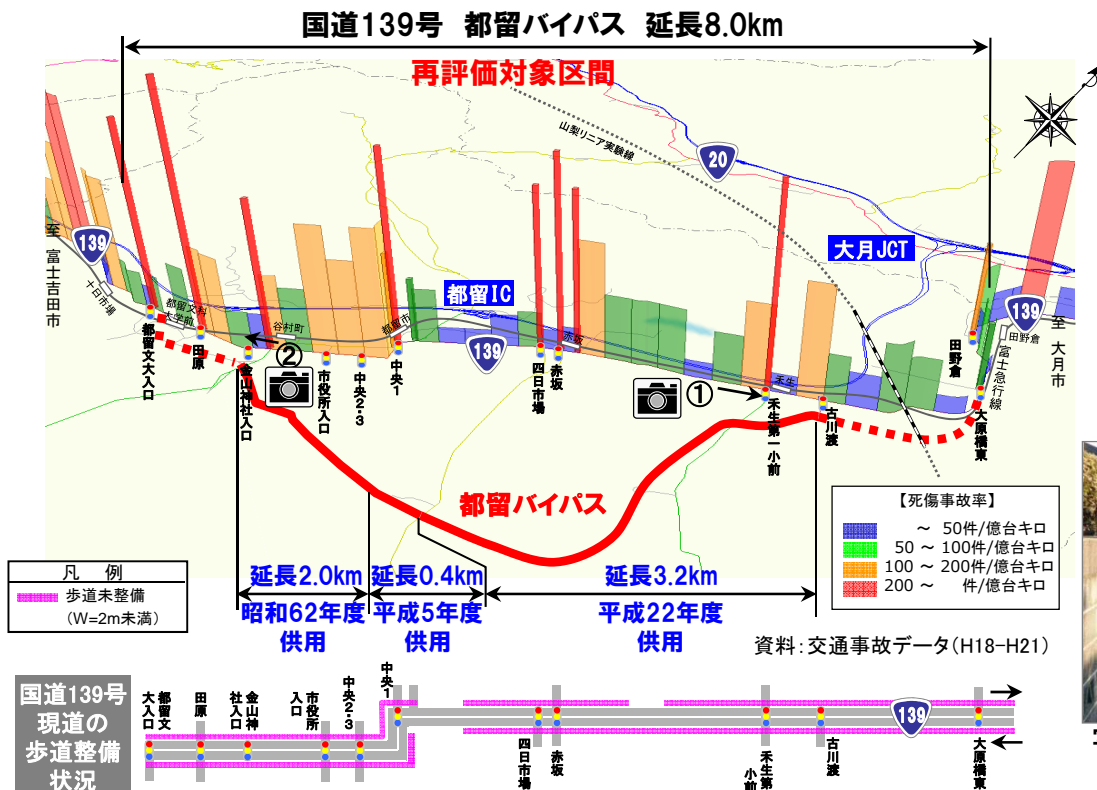 国道139号 都留バイパス 延長8.0km
再評価対象区間
山梨リニア実験線
20
139
至 富士吉田市
十日市場
都留文科
大学前
谷村町
都留市
都留IC
139
赤坂
大月JCT
禾生
田野倉
139
至 大月市
富士急行線
都留文大入口
田原
金山神社入口
②
市役所入口
中央2・3
中央1
四日市場
赤坂
①
禾生第一小前
古川渡
田野倉
大原橋東
都留バイパス
【死傷事故率】
~ 50件/億台キロ
50 ~ 100件/億台キロ
100 ~ 200件/億台キロ
200 ~ 件/億台キロ
凡 例
歩道未整備
(W=2m未満)
延長2.0km
昭和62年度
供用
延長0.4km
平成5年度
供用
延長3.2km
平成22年度
供用
資料:交通事故データ(H18-H21)
国道139号
現道の
歩道整備
状況
都留文
大入口
田原
金山神
社入口
市役所
入口
中央2・3
中央1
四日市場
赤坂
禾生第一
小前
古川渡
139
大原橋東